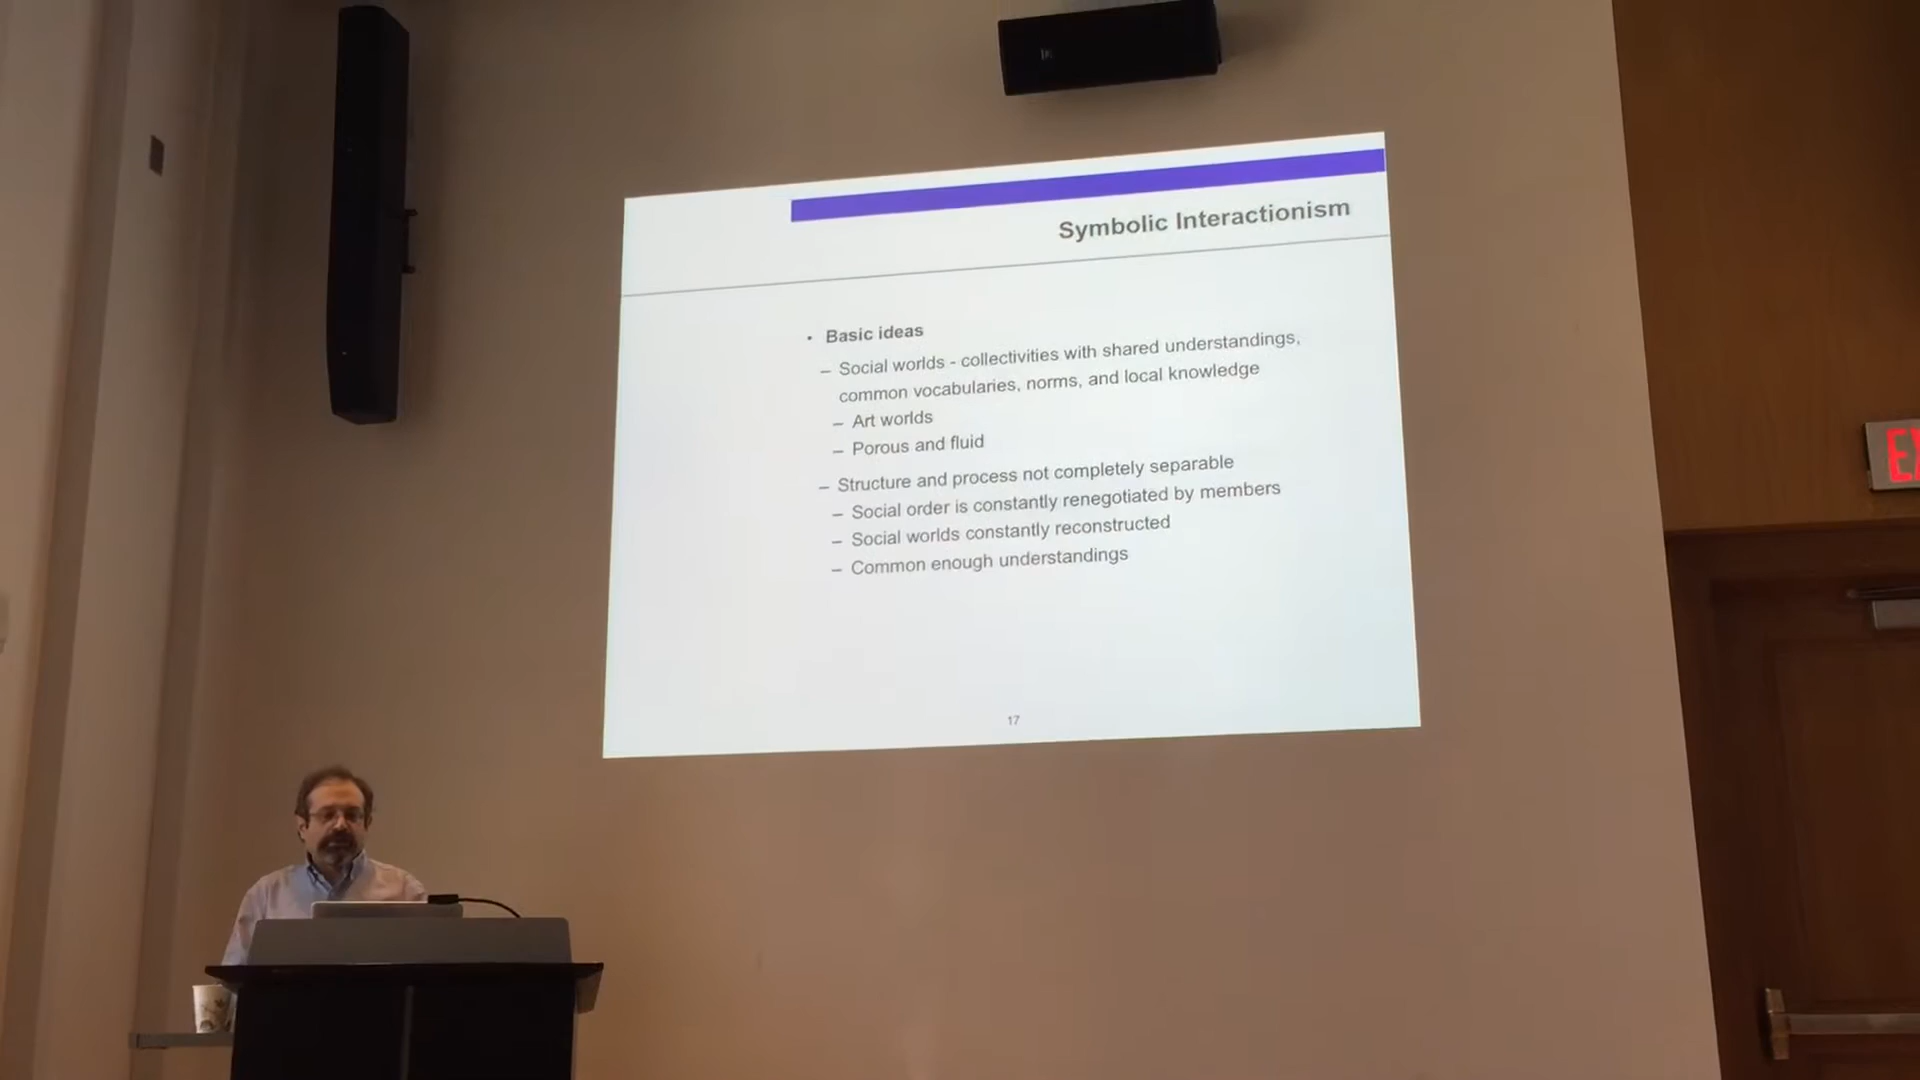 Symbolic Interactionism
• Basic ideas
– Social worlds - collectivities with shared understandings,
common vocabularies, norms, and local knowledge
– Art worlds
– Porous and fluid
– Structure and process not completely separable
– Social order is constantly renegotiated by members
– Social worlds constantly reconstructed
– Common enough understandings
17